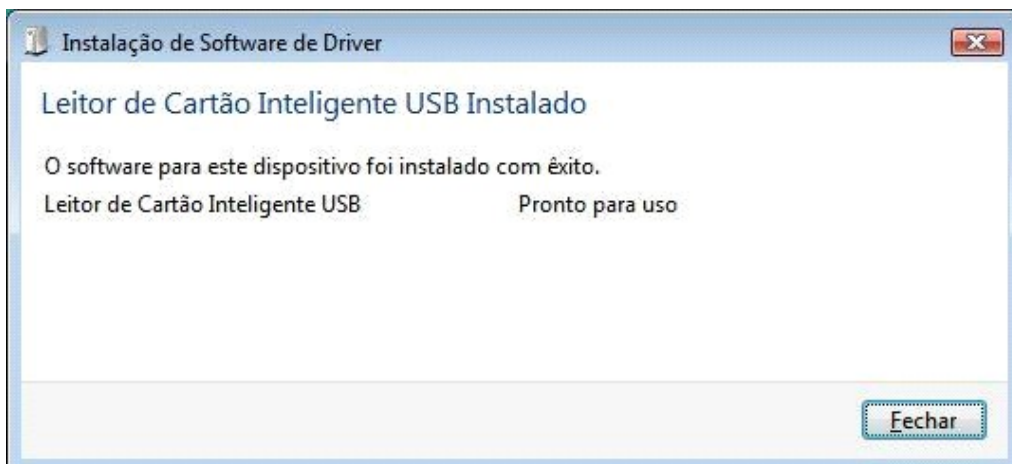 Instalação de Software de Driver
Leitor de Cartão Inteligente USB Instalado
O software para este dispositivo foi instalado com êxito.
Leitor de Cartão Inteligente USB Pronto para uso
Fechar